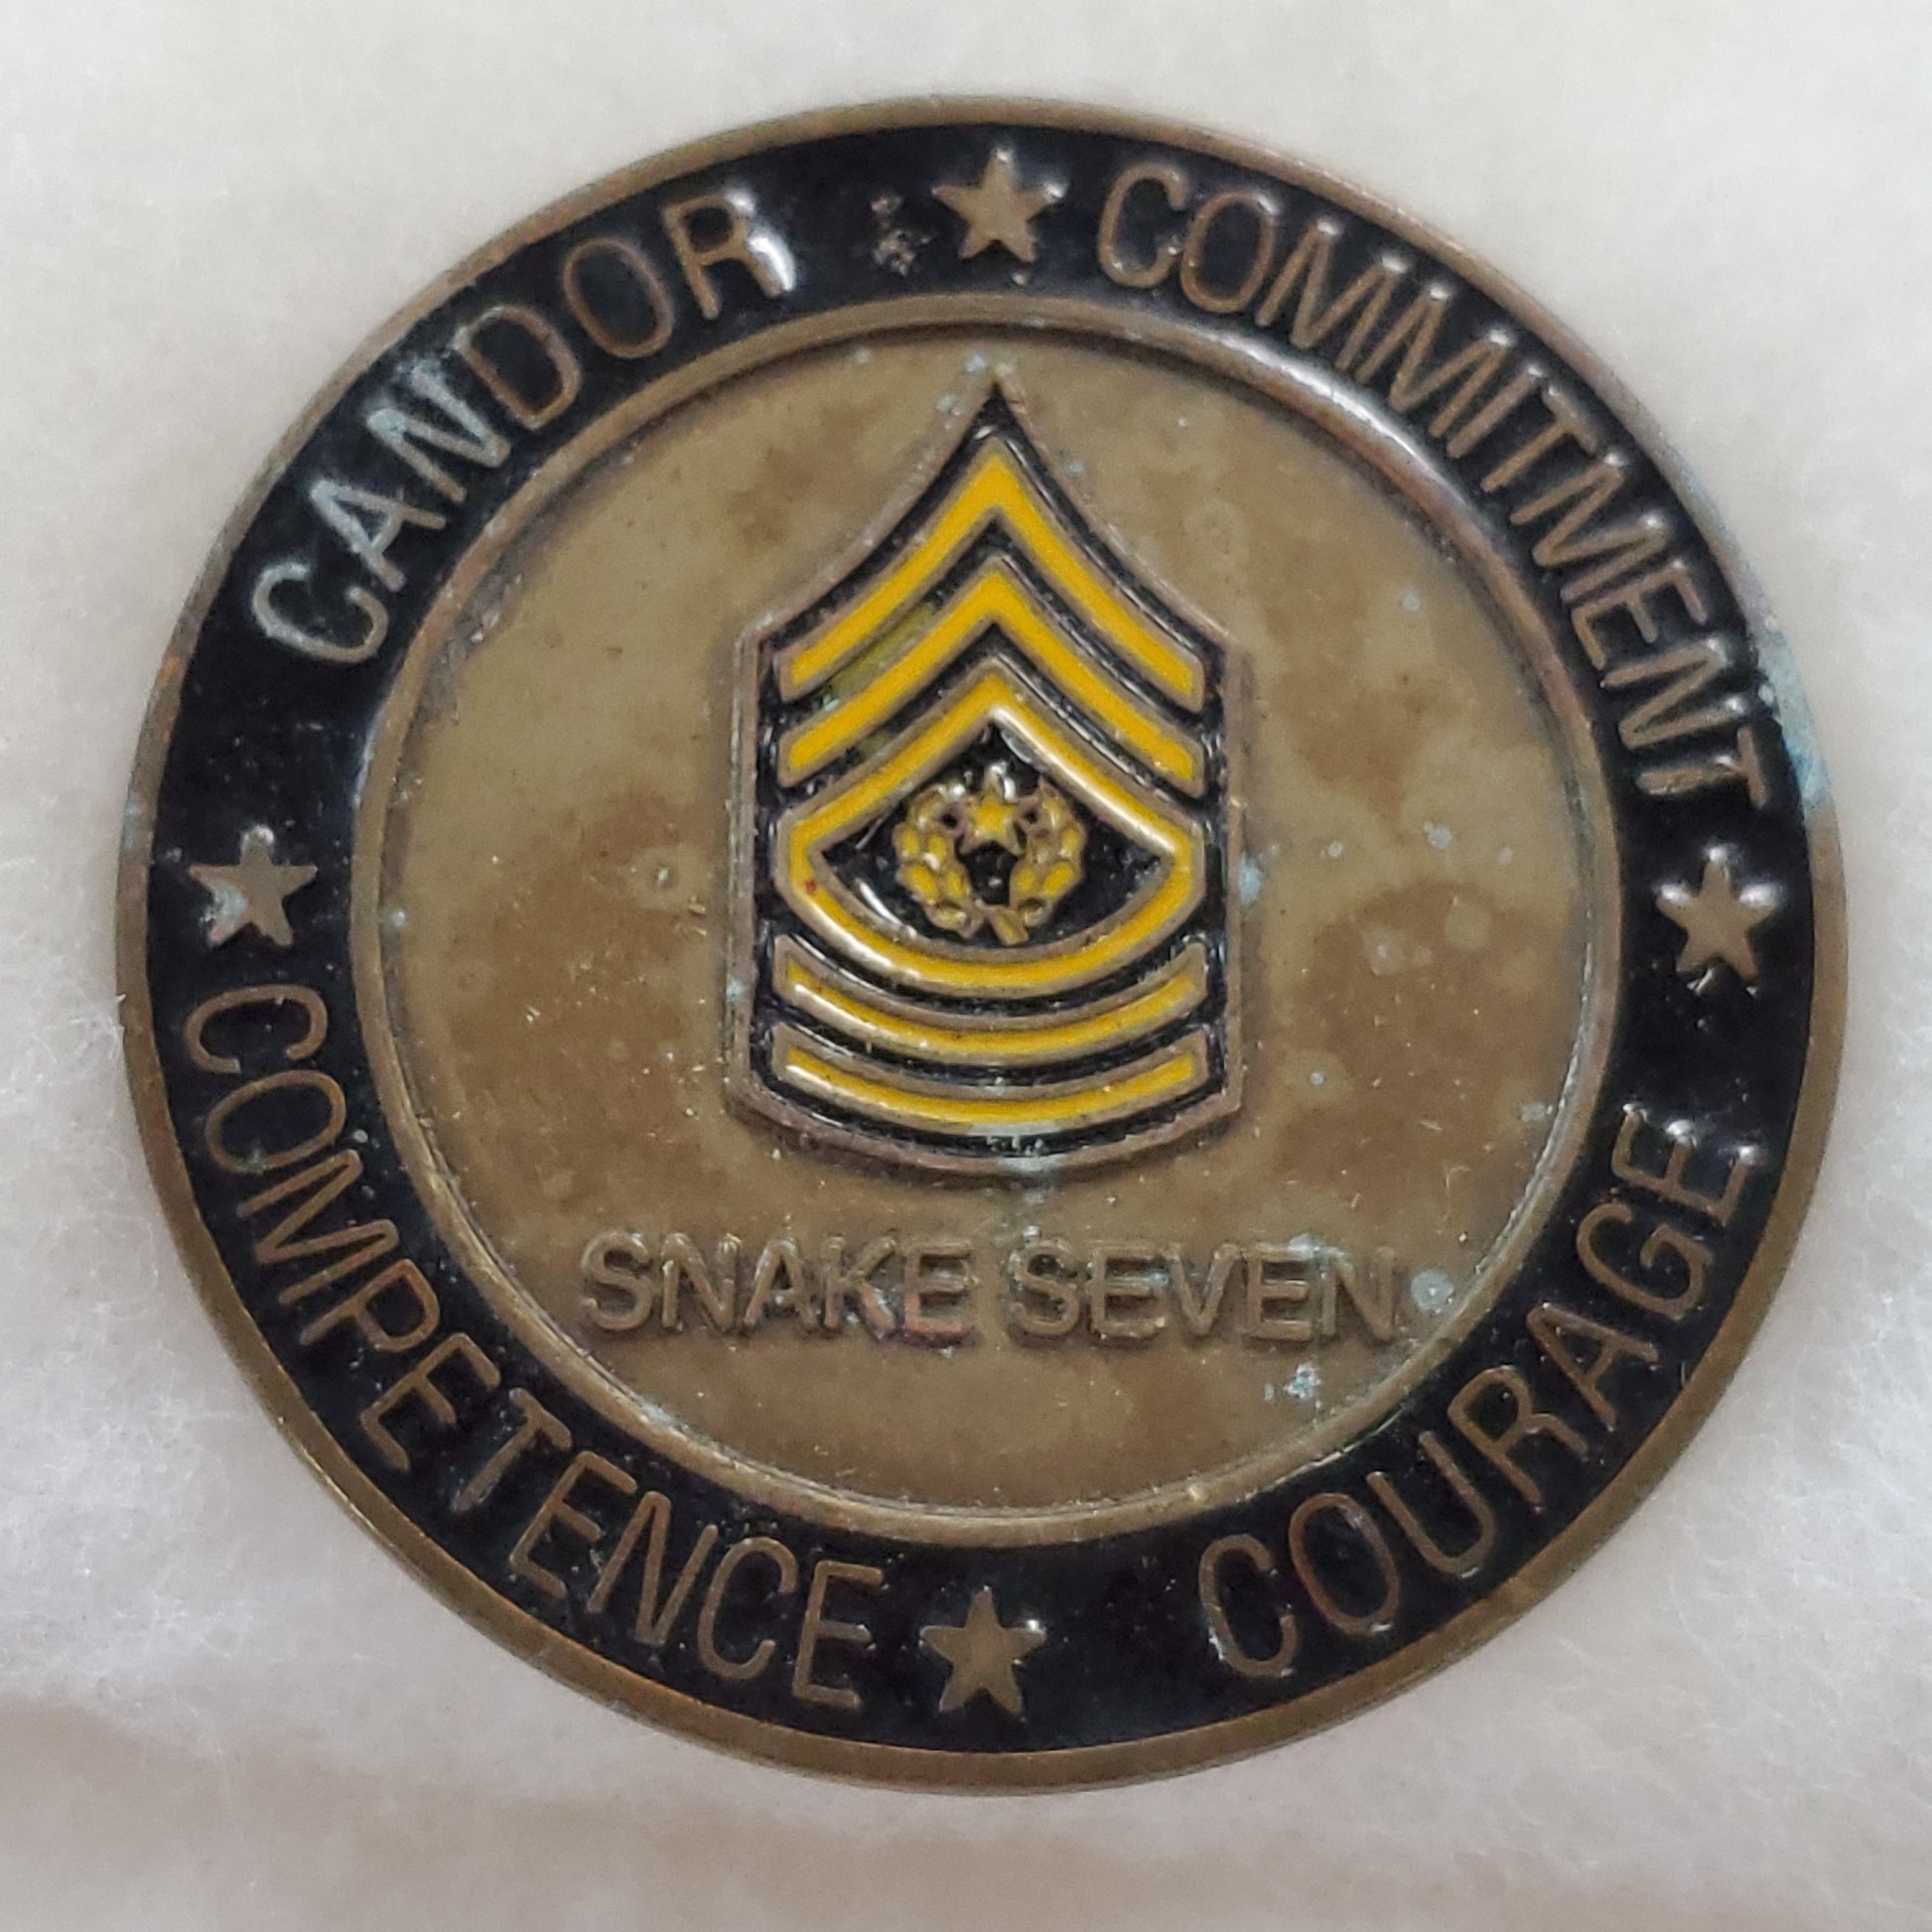 CANDOR
COMMITMENT
COURAGE
COMPETENCE
SNAKE SEVEN